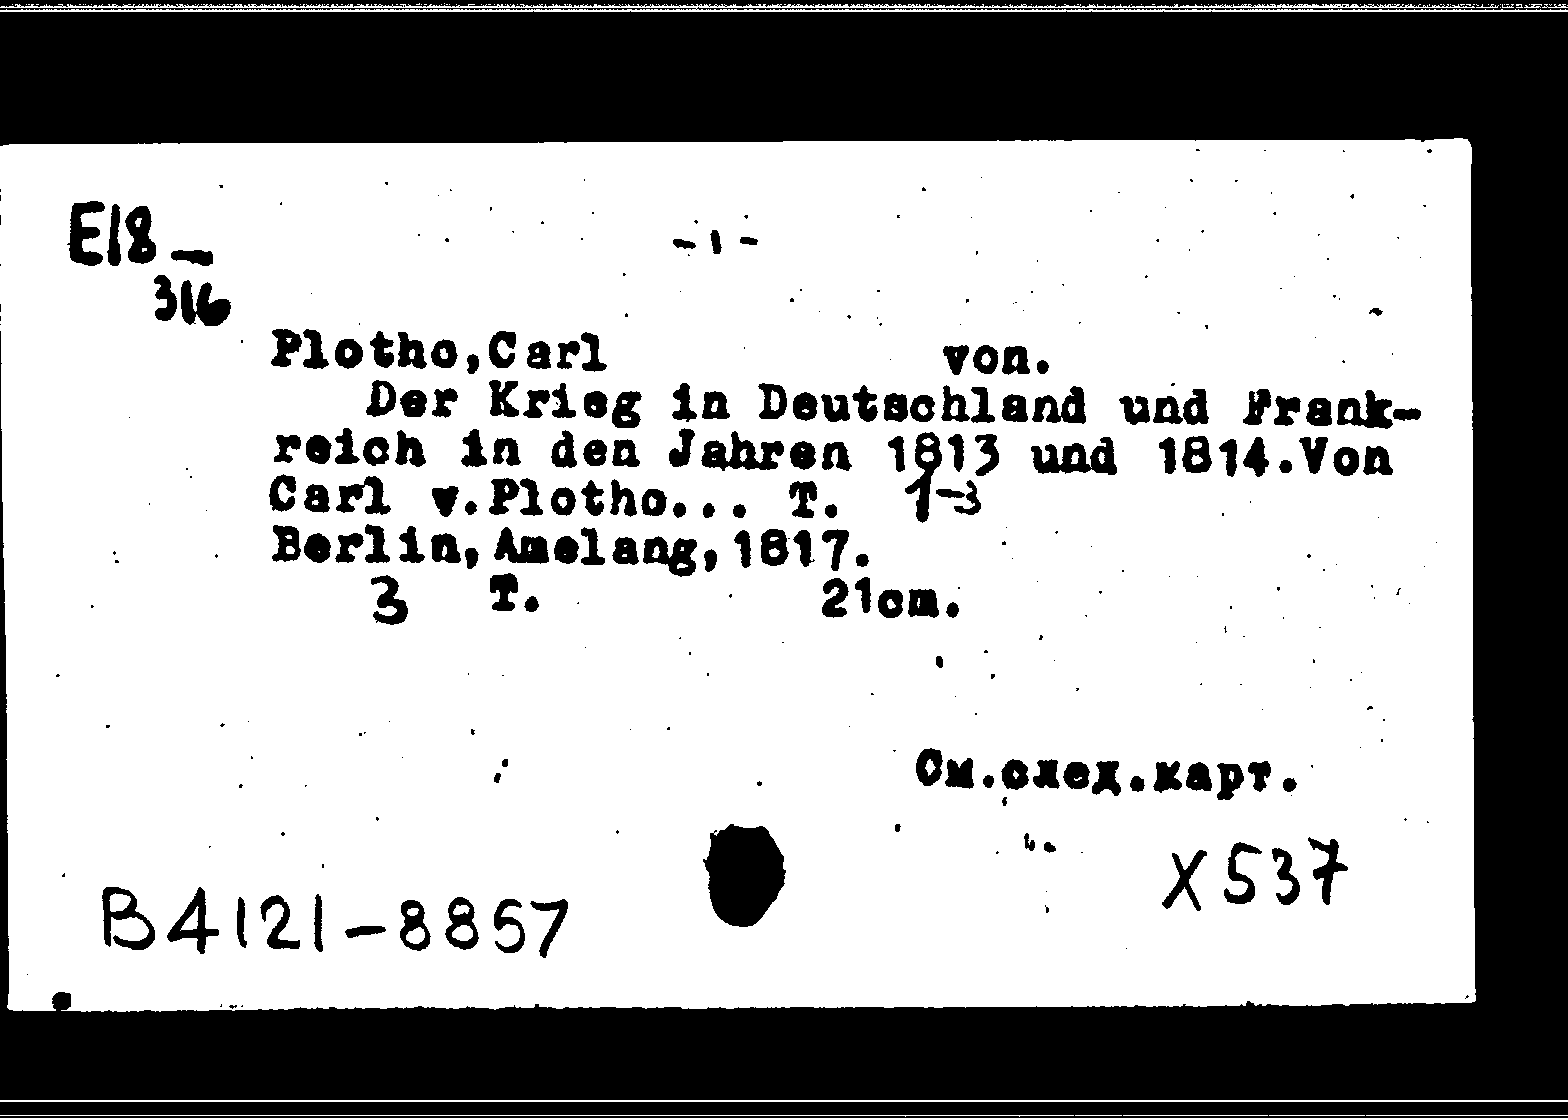 E18-
- 1 -
316
Plotho,Carl von.
Der Krieg in Deutschland und Frank-
reich in den Jahren 1813 und 1814.Von
Carl v.Plotho... T. 1-3
Berlin,Amelang,1817.
3 T. 21cm.
См.след.карт.
X537
B4121-8857